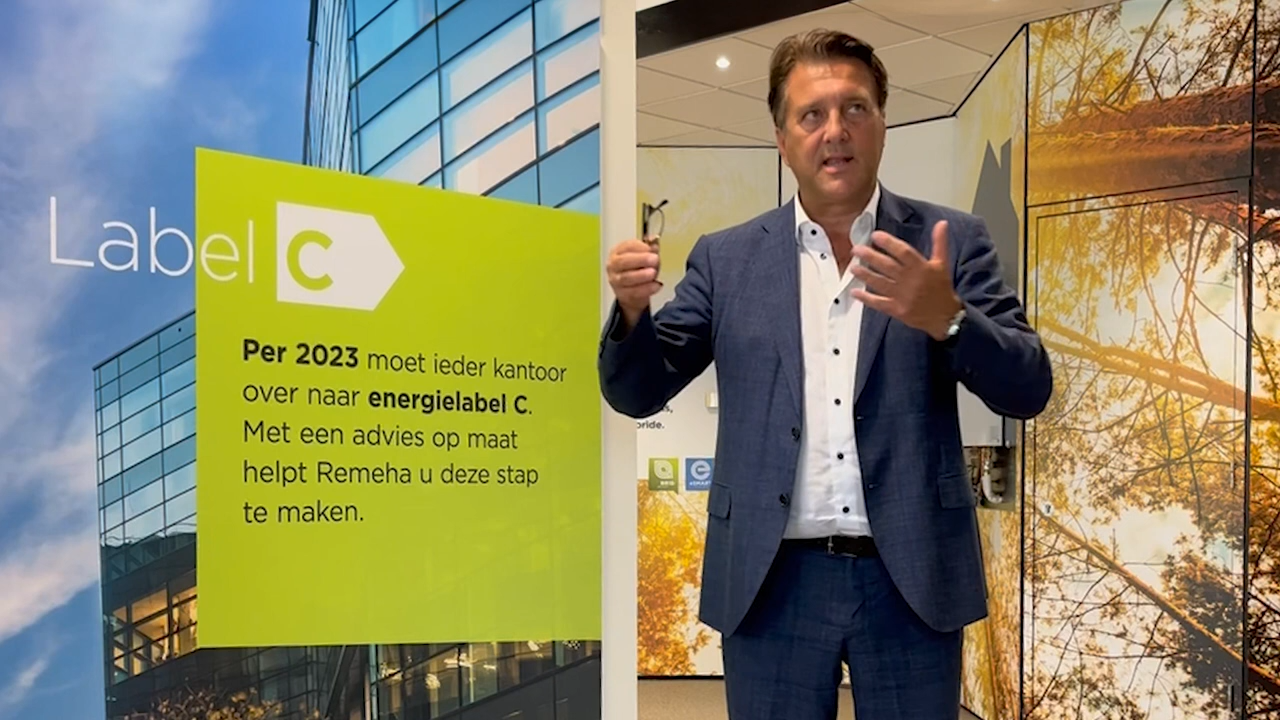 Label C
Per 2023 moet ieder kantoor
over naar energielabel C.
Met een advies op maat
helpt Remeha u deze stap
te maken.